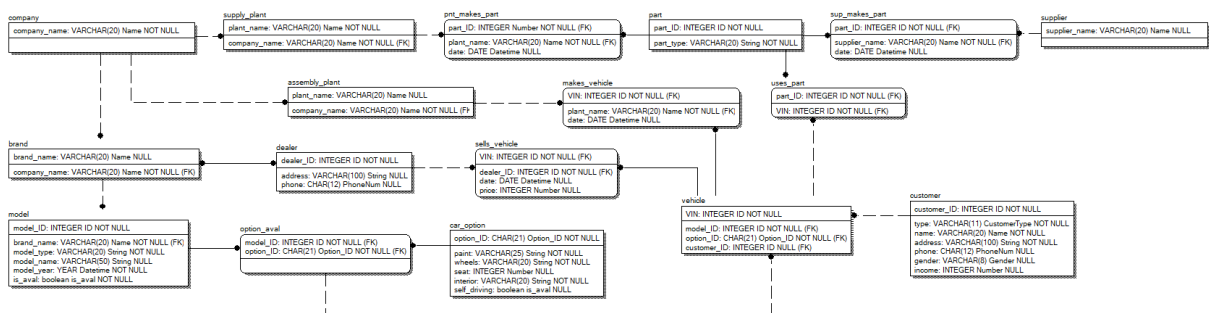 company
company_name: VARCHAR(20) Name NOT NULL
supply_plant
plant_name: VARCHAR(20) Name NOT NULL
company_name: VARCHAR(20) Name NOT NULL (FK)
pnt_makes_part
part_ID: INTEGER Number NOT NULL (FK)
plant_name: VARCHAR(20) Name NOT NULL (FK)
date: DATE Datetime NULL
part
part_ID: INTEGER ID NOT NULL
part_type: VARCHAR(20) String NOT NULL
sup_makes_part
part_ID: INTEGER ID NOT NULL (FK)
supplier_name: VARCHAR(20) Name NOT NULL (FK)
date: DATE Datetime NULL
supplier
supplier_name: VARCHAR(20) Name NULL
assembly_plant
plant_name: VARCHAR(20) Name NULL
company_name: VARCHAR(20) Name NOT NULL (FK
makes_vehicle
VIN: INTEGER ID NOT NULL (FK)
plant_name: VARCHAR(20) Name NOT NULL (FK)
date: DATE Datetime NULL
uses_part
part_ID: INTEGER ID NOT NULL (FK)
VIN: INTEGER ID NOT NULL (FK)
brand
brand_name: VARCHAR(20) Name NULL
company_name: VARCHAR(20) Name NOT NULL (FK)
dealer
dealer_ID: INTEGER ID NOT NULL
address: VARCHAR(100) String NULL
phone: CHAR(12) PhoneNum NULL
sells_vehicle
VIN: INTEGER ID NOT NULL (FK)
dealer_ID: INTEGER ID NOT NULL (FK)
date: DATE Datetime NULL
price: INTEGER Number NULL
vehicle
VIN: INTEGER ID NOT NULL
model_ID: INTEGER ID NOT NULL (FK)
option_ID: CHAR(21) Option_ID NOT NULL (FK)
customer_ID: INTEGER ID NOT NULL (FK)
customer
customer_ID: INTEGER ID NOT NULL
type: VARCHAR(11) CustomerType NOT NULL
name: VARCHAR(20) Name NOT NULL
address: VARCHAR(100) String NOT NULL
phone: CHAR(12) PhoneNum NULL
gender: VARCHAR(8) Gender NULL
income: INTEGER Number NULL
model
model_ID: INTEGER ID NOT NULL
brand_name: VARCHAR(20) Name NOT NULL (FK)
model_type: VARCHAR(20) String NOT NULL
model_name: VARCHAR(50) String NULL
model_year: YEAR Datetime NOT NULL
is_aval: boolean is_aval NOT NULL
option_aval
model_ID: INTEGER ID NOT NULL (FK)
option_ID: CHAR(21) Option_ID NOT NULL (FK)
car_option
option_ID: CHAR(21) Option_ID NOT NULL
paint: VARCHAR(25) String NOT NULL
wheels: VARCHAR(20) String NOT NULL
seat: INTEGER Number NULL
interior: VARCHAR(20) String NOT NULL
self_driving: boolean is_aval NULL